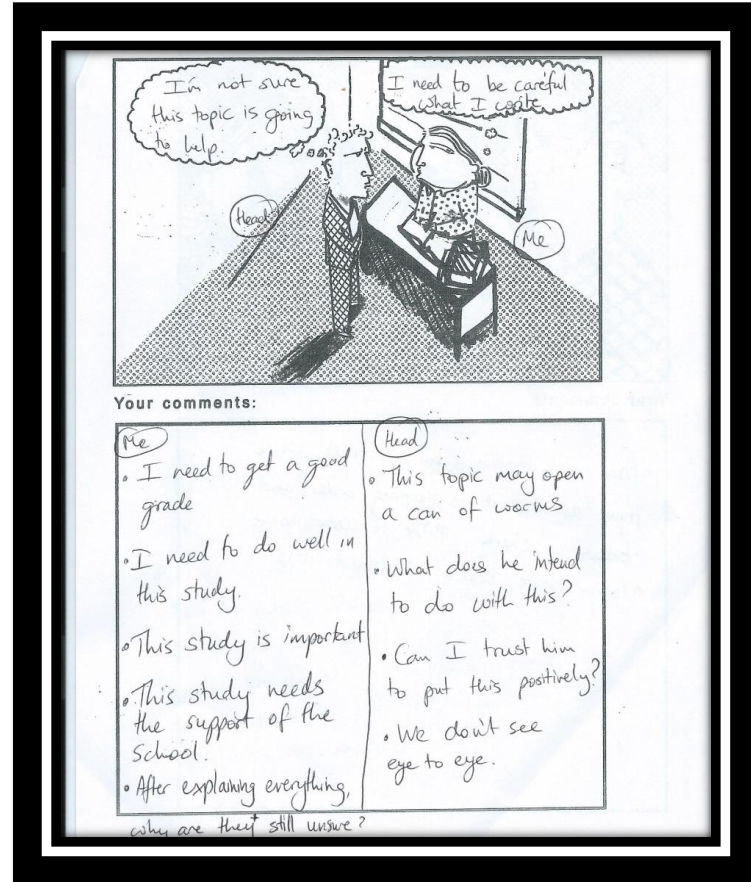 I'm not sure
this topic is going
to help.
I need to be careful
what I write
Head
Me
Your comments:
Me
• I need to get a good
grade
• I need to do well in
this study.
• This study is important
• This study needs
the support of the
School.
• After explaining everything,
why are they still unsure?
Head
• This topic may open
a can of worms
• What does he intend
to do with this?
• Can I trust him
to put this positively?
• We don't see
eye to eye.